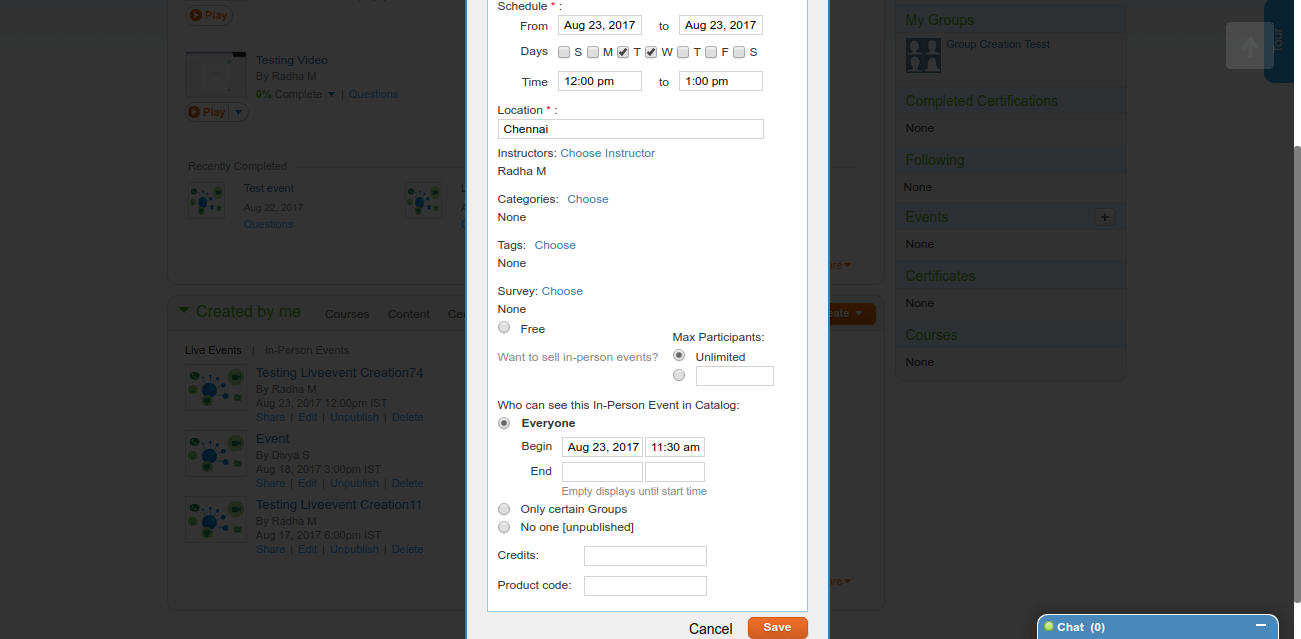 Play
Testing Video
By Radha M
0% Complete | Questions
Play
Recently Completed
Test event
Aug 22, 2017
Questions
Created by me
Courses Content
Live Events | In-Person Events
Testing Liveevent Creation74
By Radha M
Aug 23, 2017 12:00pm IST
Share | Edit | Unpublish | Delete
Event
By Divya S
Aug 18, 2017 3:00pm IST
Share | Edit | Unpublish | Delete
Testing Liveevent Creation11
By Radha M
Aug 17, 2017 6:00pm IST
Share | Edit | Unpublish | Delete
Schedule * :
From Aug 23, 2017 to Aug 23, 2017
Days S M T W T F S
Time 12:00 pm to 1:00 pm
Location * :
Chennai
Instructors: Choose Instructor
Radha M
Categories: Choose
None
Tags: Choose
None
Survey: Choose
None
Free
Want to sell in-person events?
Max Participants:
Unlimited
Who can see this In-Person Event in Catalog:
Everyone
Begin Aug 23, 2017 11:30 am
End
Empty displays until start time
Only certain Groups
No one [unpublished]
Credits:
Product code:
Cancel Save
My Groups
Group Creation Tesst
Completed Certifications
None
Following
None
Events +
None
Certificates
None
Courses
None
Tour
Chat (0)